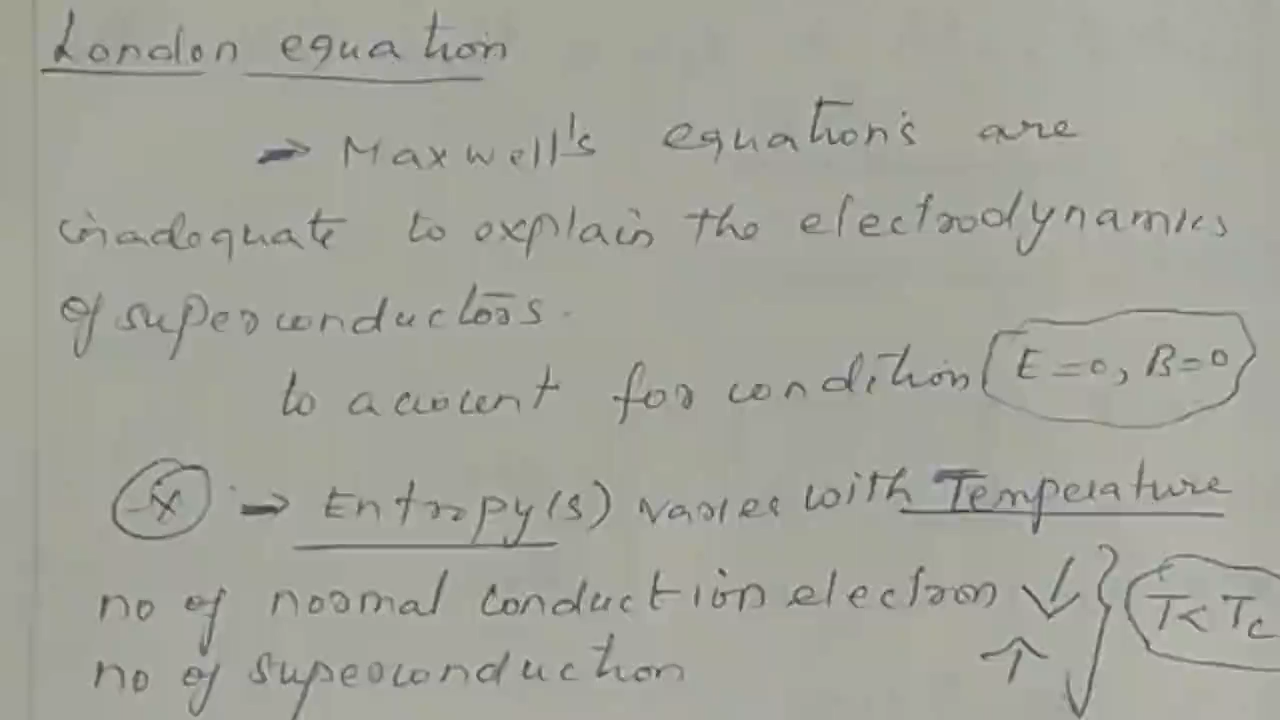 London equation
→ Maxwell's equations are
inadequate to explain the electrodynamics
of superconductors.
to account for condition (E=0, B=0)
* → Entropy(s) varies with Temperature
no of normal conduction electron ↓ } T< Tc
no of superconduction ↑